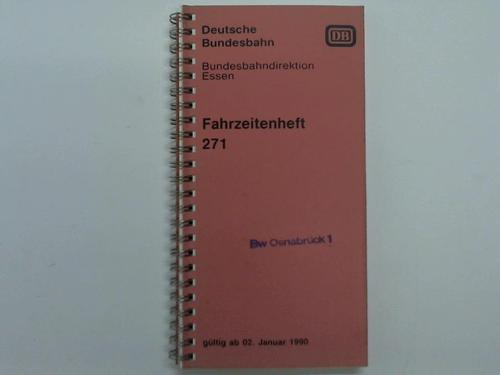 Deutsche
Bundesbahn
DB
Bundesbahndirektion
Essen
Fahrzeitenheft
271
Bw Osnabrück 1
gültig ab 02. Januar 1990